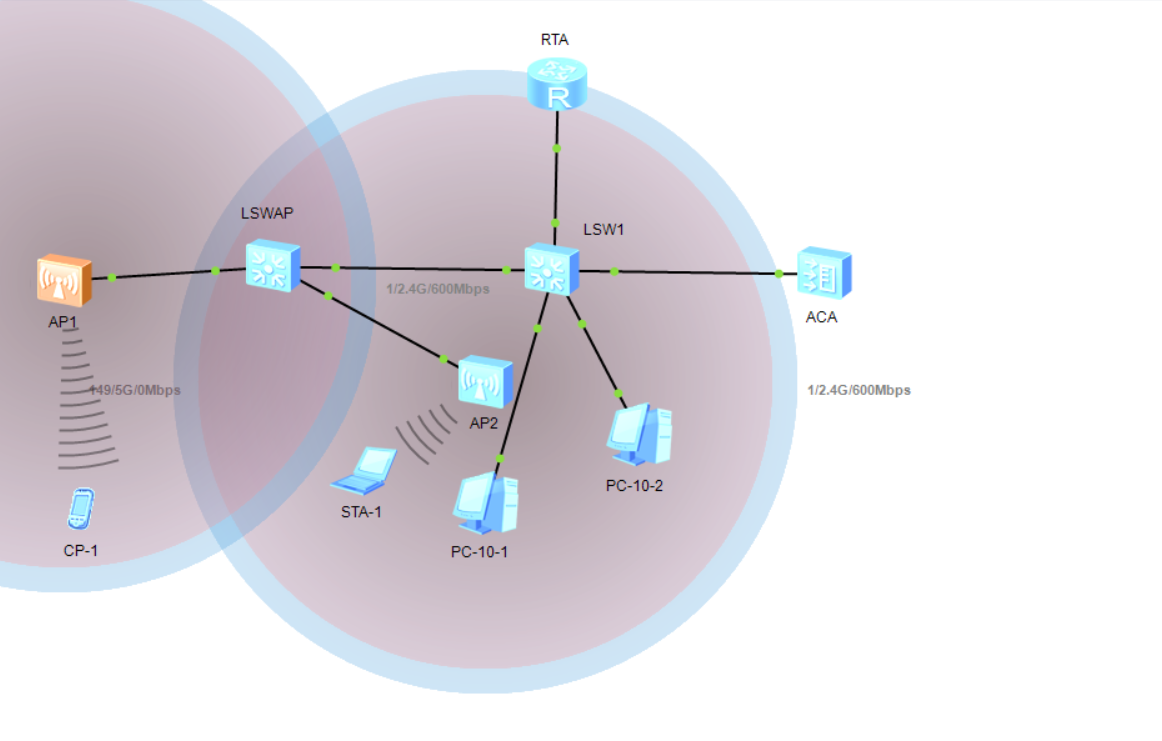 RTA
R
LSWAP
LSW1
1/2.4G/600Mbps
AP1
ACA
149/5G/0Mbps
1/2.4G/600Mbps
AP2
PC-10-2
STA-1
PC-10-1
CP-1